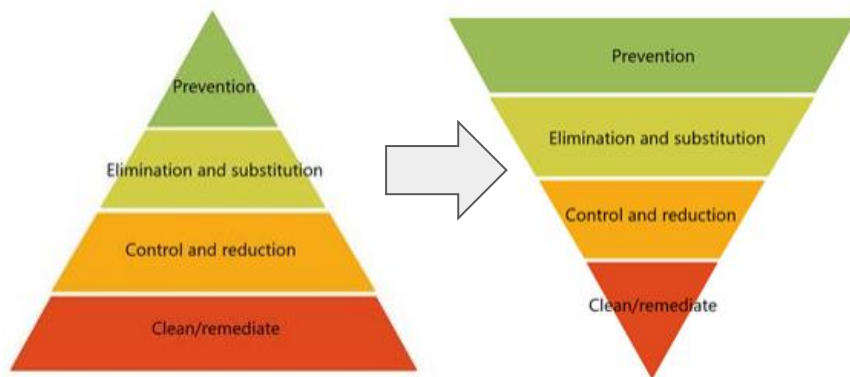 Prevention
Elimination and substitution
Control and reduction
Clean/remediate
Prevention
Elimination and substitution
Control and reduction
Clean/remediate